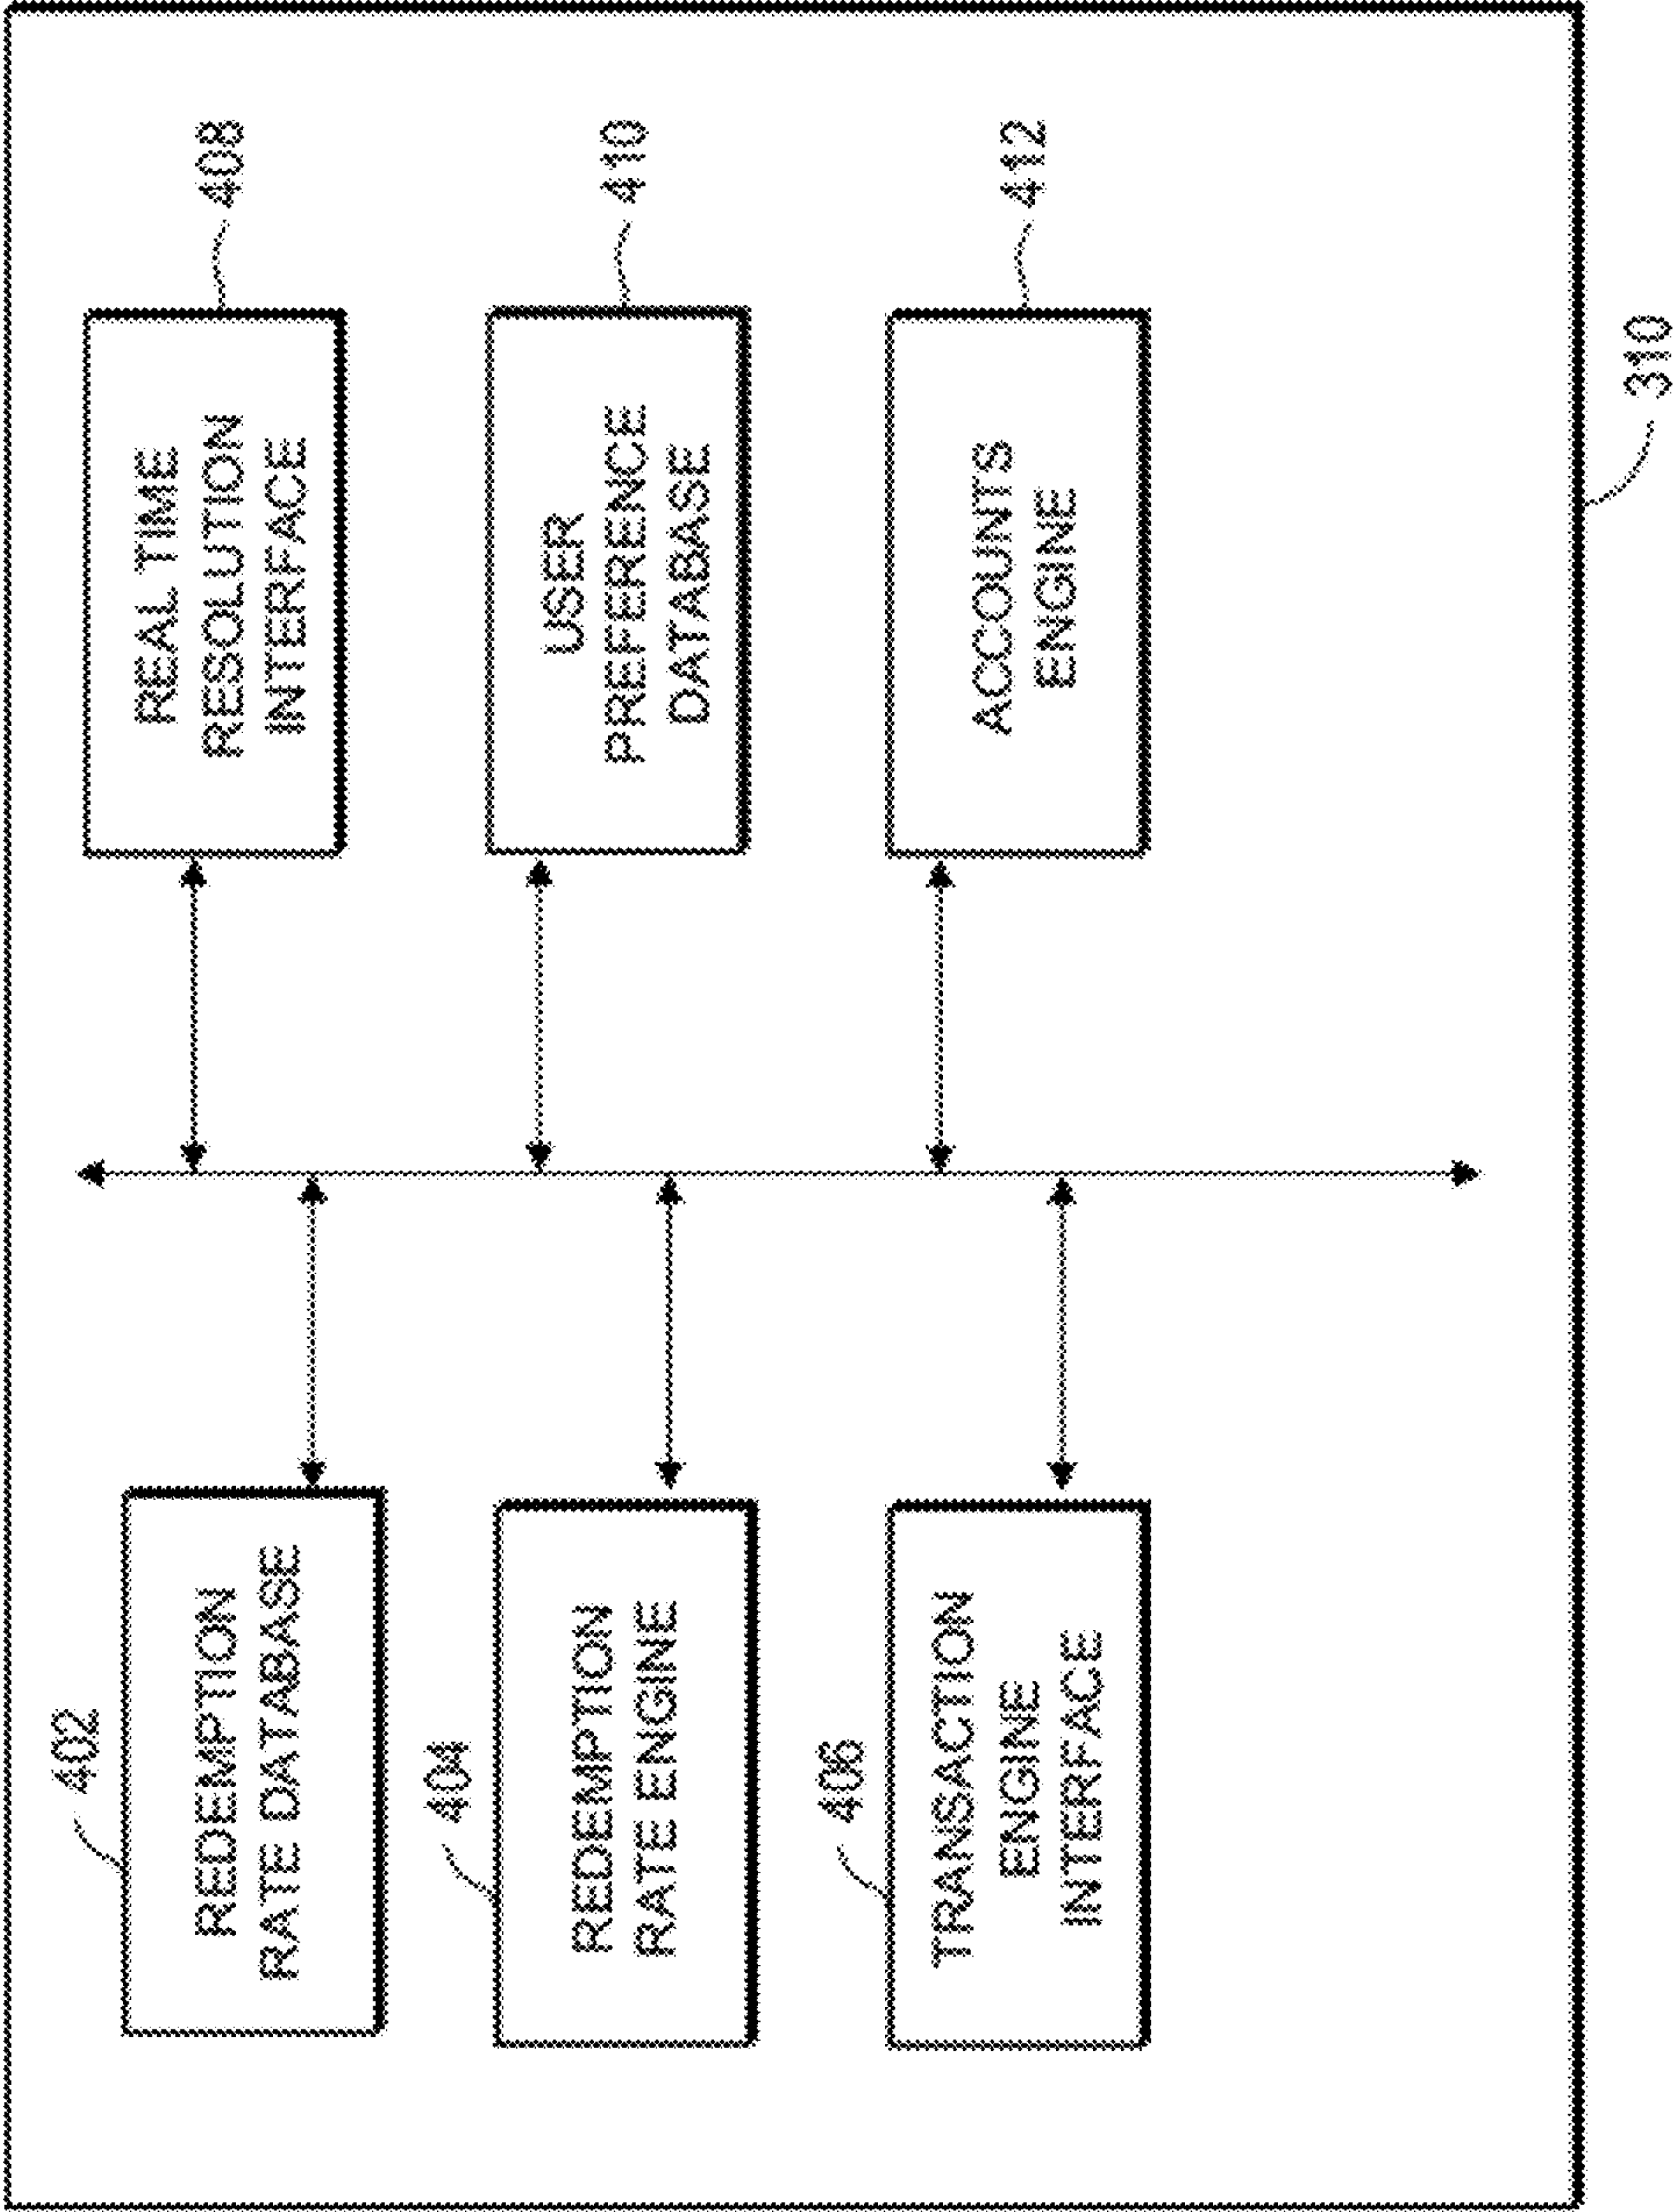 402
REDEMPTION
RATE DATABASE
404
REDEMPTION
RATE ENGINE
406
TRANSACTION
ENGINE
INTERFACE
REAL TIME
RESOLUTION
INTERFACE
408
USER
PREFERENCE
DATABASE
410
ACCOUNTS
ENGINE
412
310